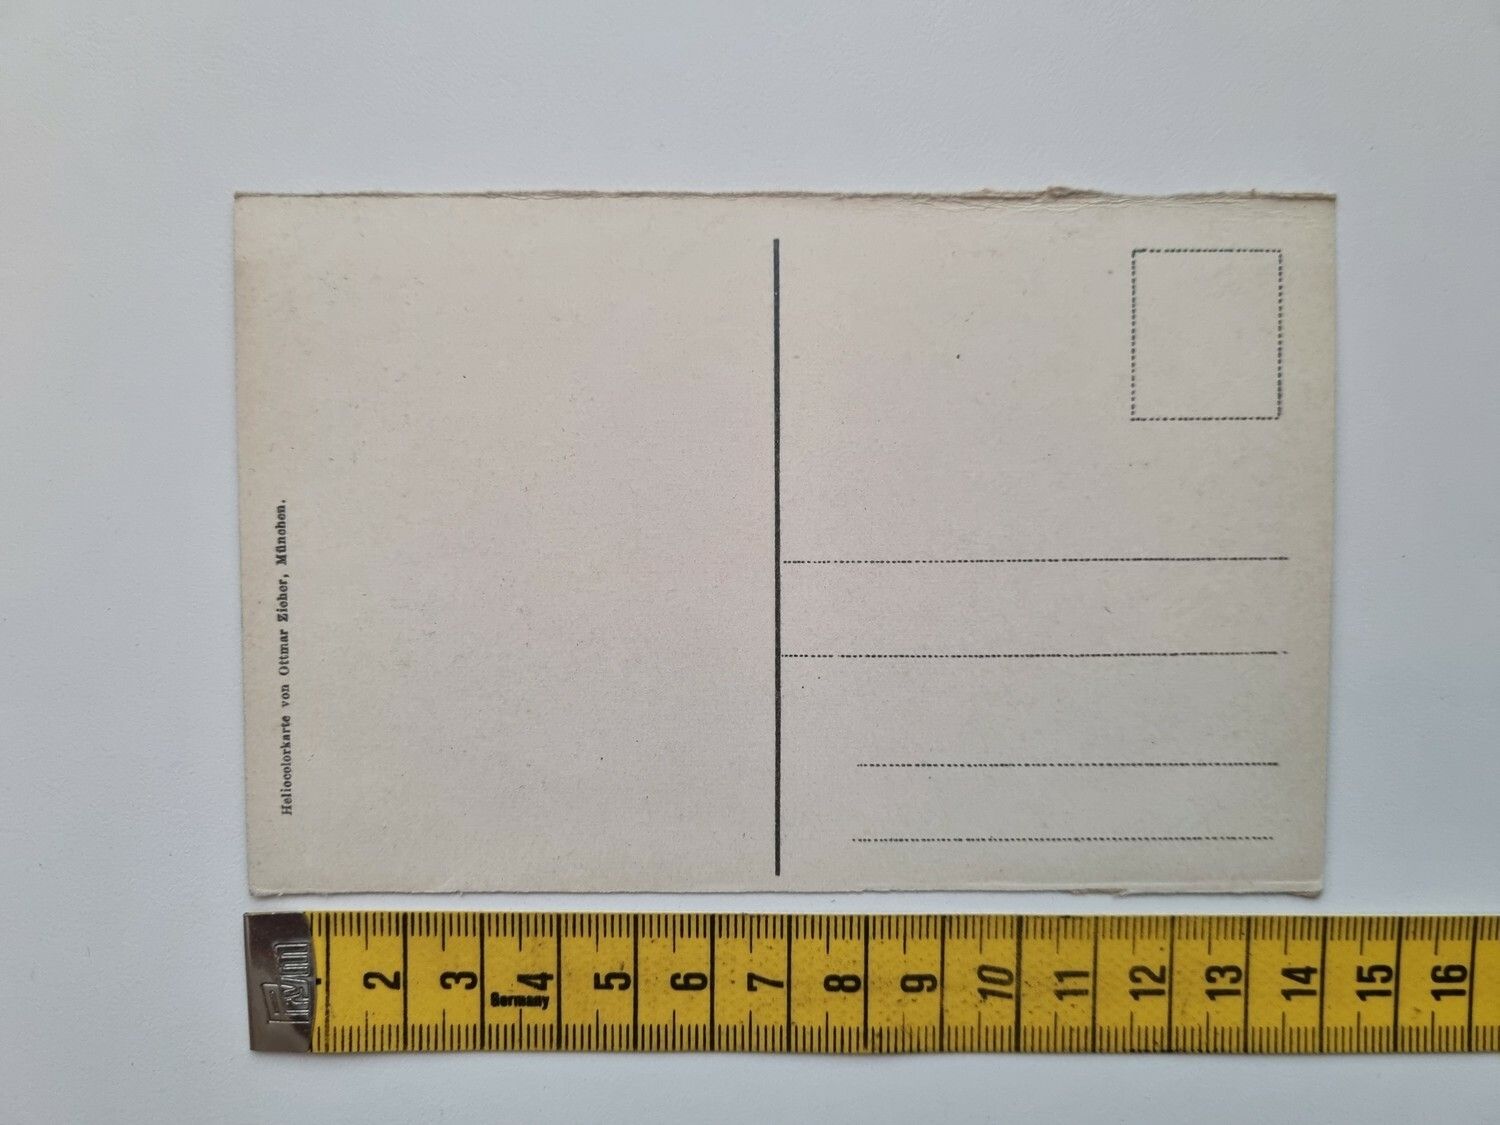 Heliocolorkarte von Ottmar Zieher, München.
Prym
2 3 4 5 6 7 8 9 10 11 12 13 14 15 16
Germany